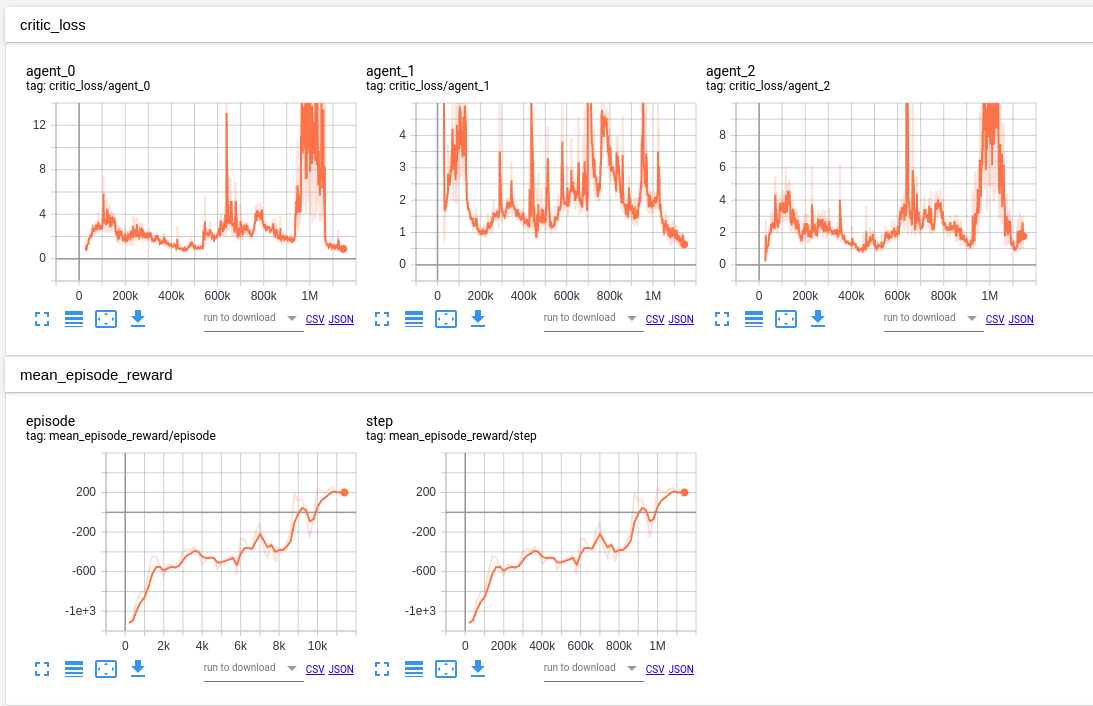 critic_loss
agent_0
tag: critic_loss/agent_0
12
8
4
0
0 200k 400k 600k 800k 1M
run to download CSV JSON
agent_1
tag: critic_loss/agent_1
4
3
2
1
0
0 200k 400k 600k 800k 1M
run to download CSV JSON
agent_2
tag: critic_loss/agent_2
8
6
4
2
0
0 200k 400k 600k 800k 1M
run to download CSV JSON
mean_episode_reward
episode
tag: mean_episode_reward/episode
200
-200
-600
-1e+3
0 2k 4k 6k 8k 10k
run to download CSV JSON
step
tag: mean_episode_reward/step
200
-200
-600
-1e+3
0 200k 400k 600k 800k 1M
run to download CSV JSON